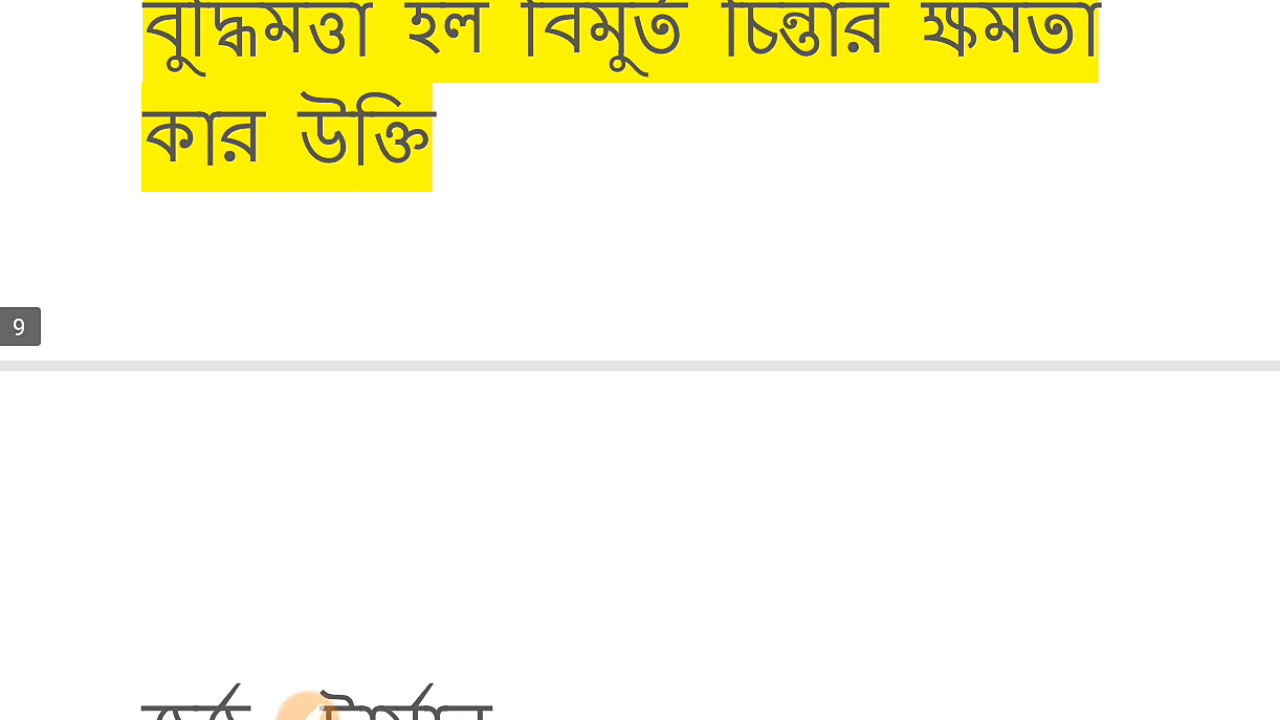 বুদ্ধিমত্তা হল বিমূর্ত চিন্তার ক্ষমতা
কার উক্তি
9